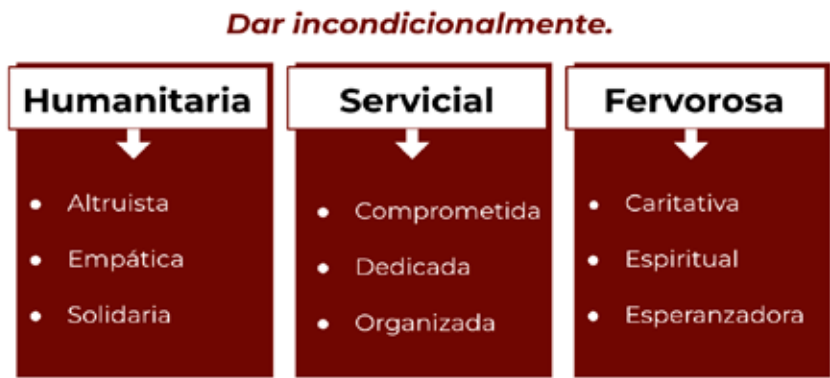 Dar incondicionalmente.
Humanitaria
Altruista
Empática
Solidaria
Servicial
Comprometida
Dedicada
Organizada
Fervorosa
Caritativa
Espiritual
Esperanzadora